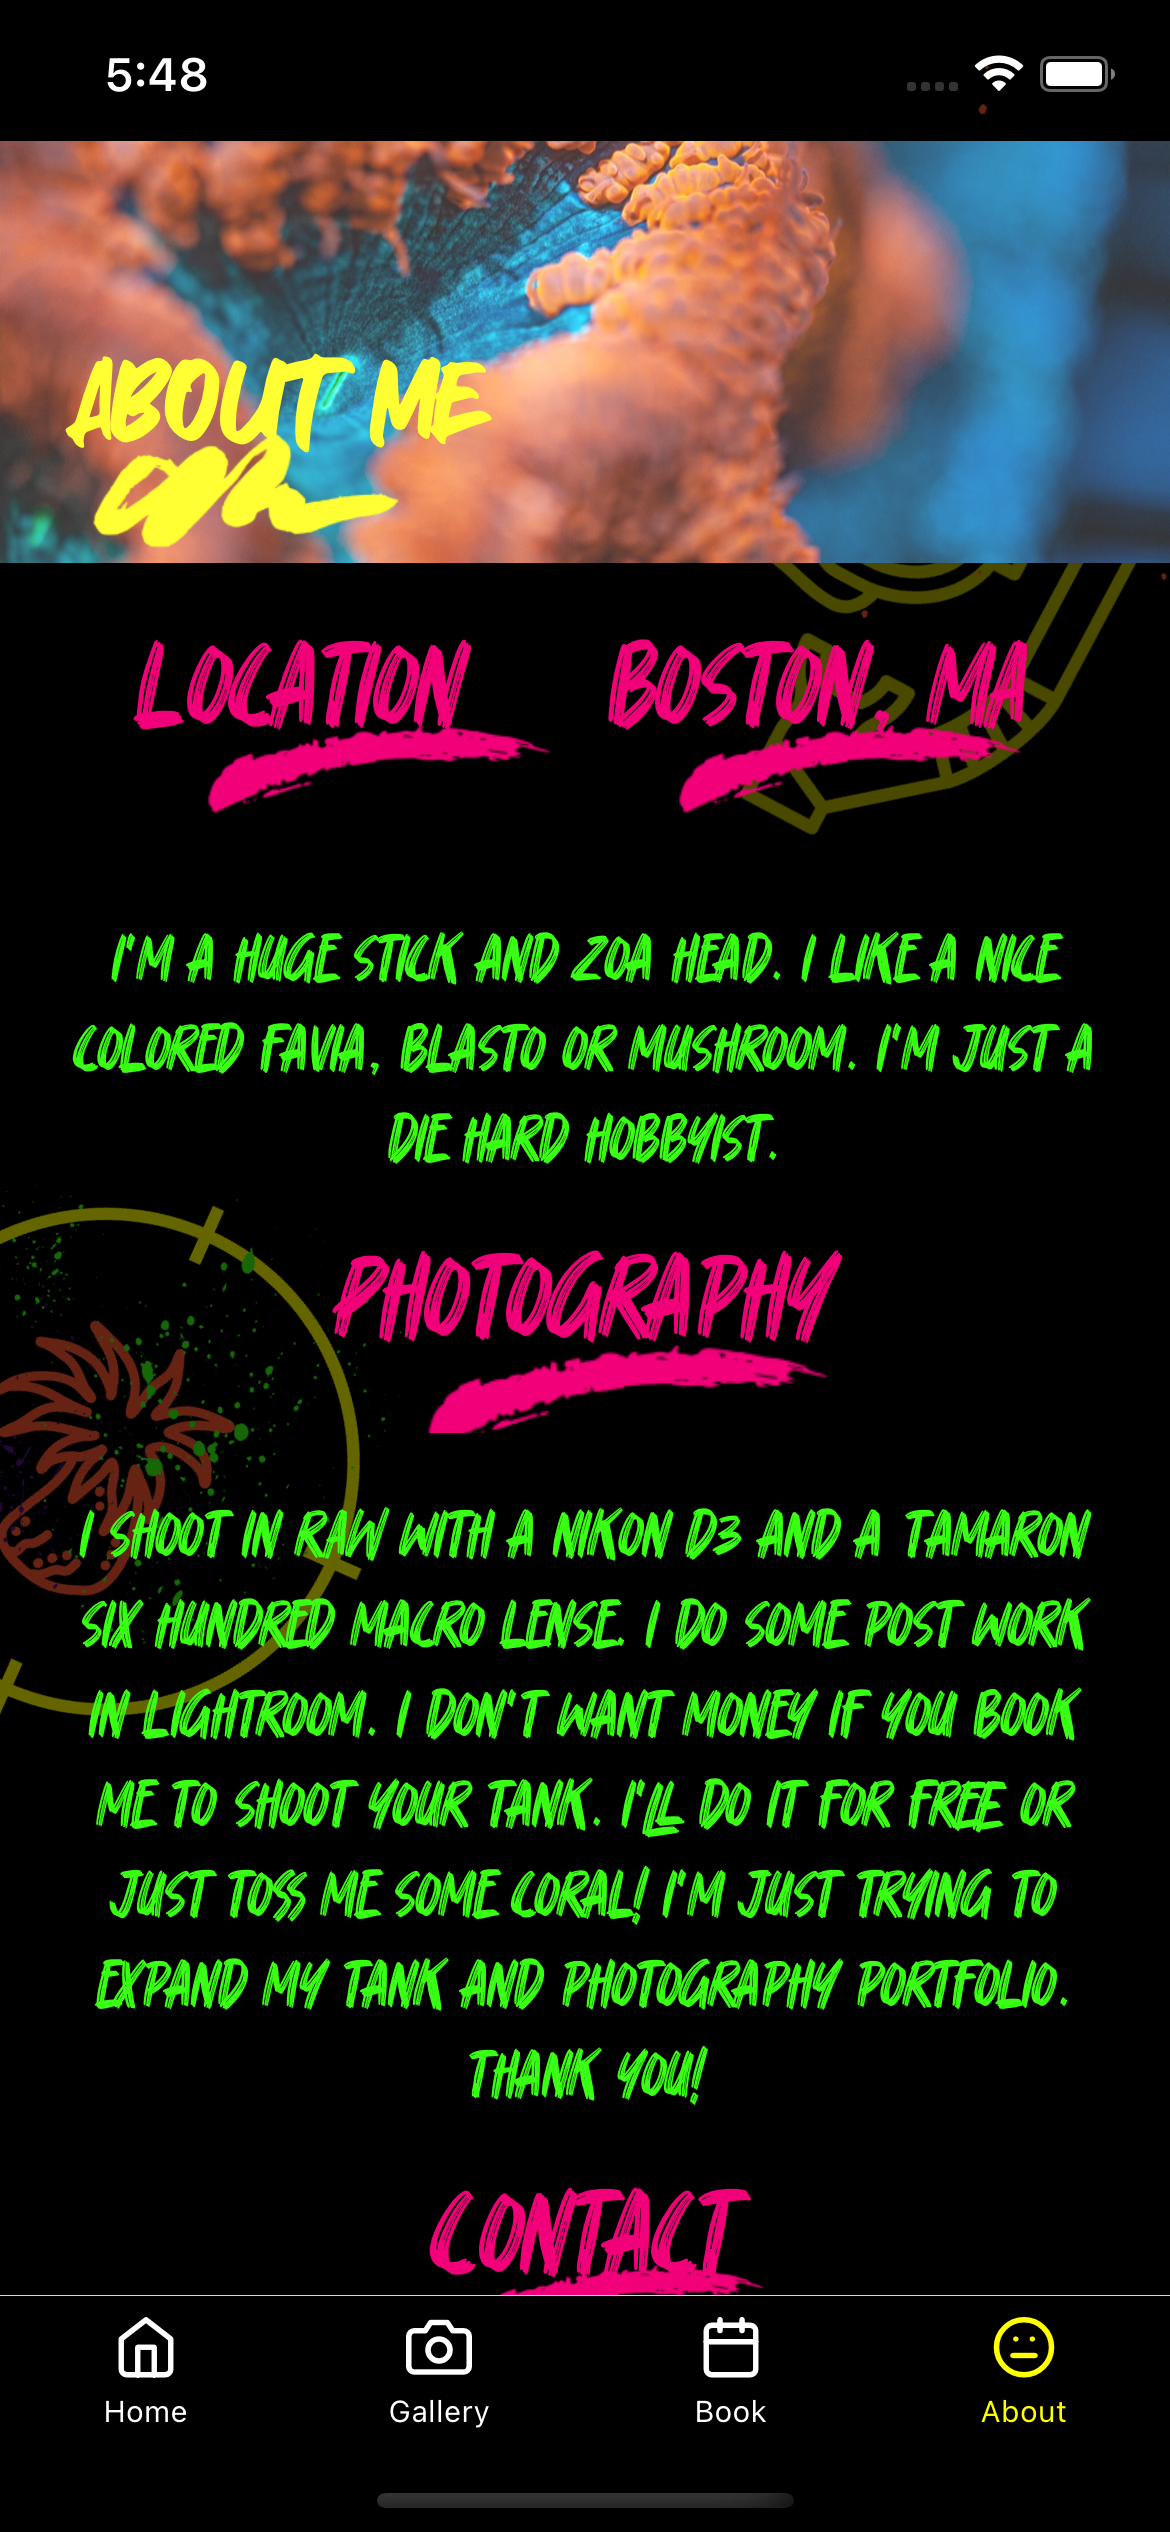 5:48
ABOUT ME
LOCATION
BOSTON, MA
I'M A HUGE STICK AND ZOA HEAD. I LIKE A NICE
COLORED FAVIA, BLASTO OR MUSHROOM. I'M JUST A
DIE HARD HOBBYIST.
PHOTOGRAPHY
I SHOOT IN RAW WITH A NIKON D3 AND A TAMARON
SIX HUNDRED MACRO LENSE. I DO SOME POST WORK
IN LIGHTROOM. I DON'T WANT MONEY IF YOU BOOK
ME TO SHOOT YOUR TANK. I'LL DO IT FOR FREE OR
JUST TOSS ME SOME CORAL! I'M JUST TRYING TO
EXPAND MY TANK AND PHOTOGRAPHY PORTFOLIO.
THANK YOU!
CONTACT
Home
Gallery
Book
About